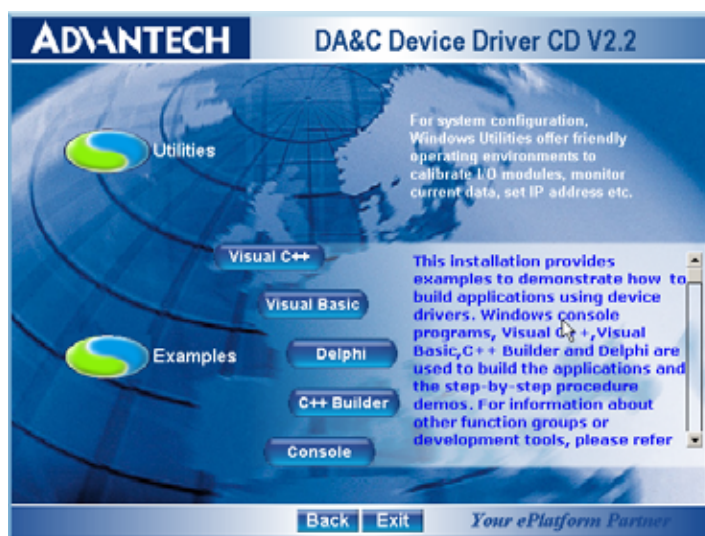 ADVANTECH
DA&C Device Driver CD V2.2
Utilities
For system configuration,
Windows Utilities offer friendly
operating environments to
calibrate I/O modules, monitor
current data, set IP address etc.
Visual C++
Visual Basic
Examples
Delphi
C++ Builder
Console
This installation provides
examples to demonstrate how to
build applications using device
drivers. Windows console
programs, Visual C++,Visual
Basic,C++ Builder and Delphi are
used to build the applications and
the step-by-step procedure
demos. For information about
other function groups or
development tools, please refer
Back
Exit
Your ePlatform Partner